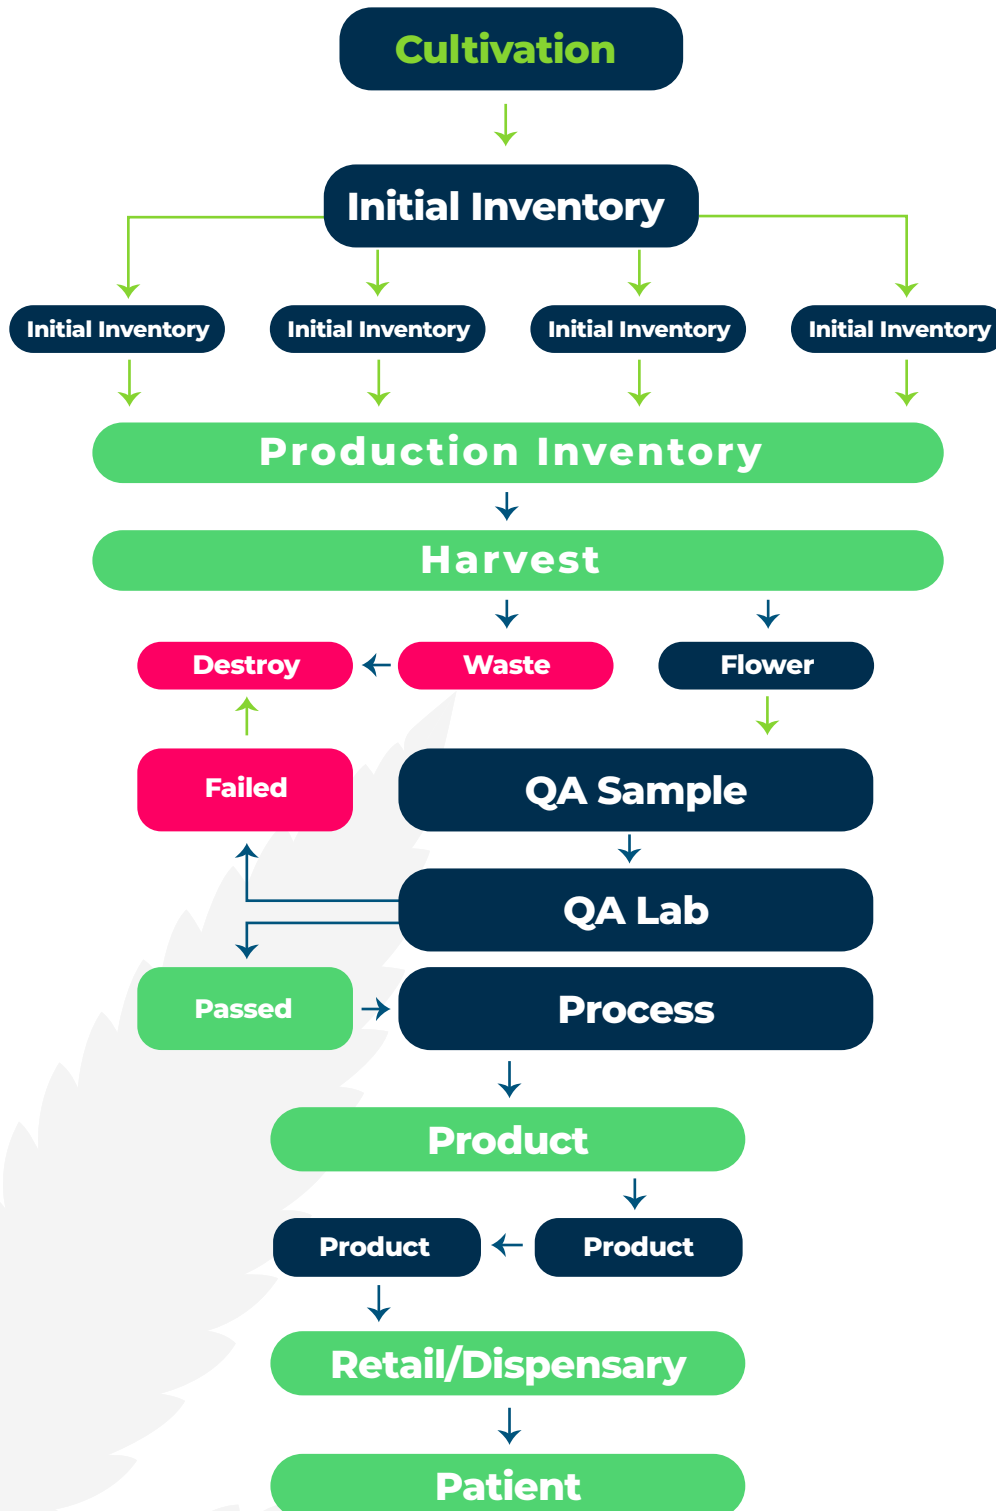 Cultivation
Initial Inventory
Initial Inventory
Initial Inventory
Initial Inventory
Initial Inventory
Production Inventory
Harvest
Destroy
Waste
Flower
Failed
QA Sample
QA Lab
Passed
Process
Product
Product
Product
Retail/Dispensary
Patient